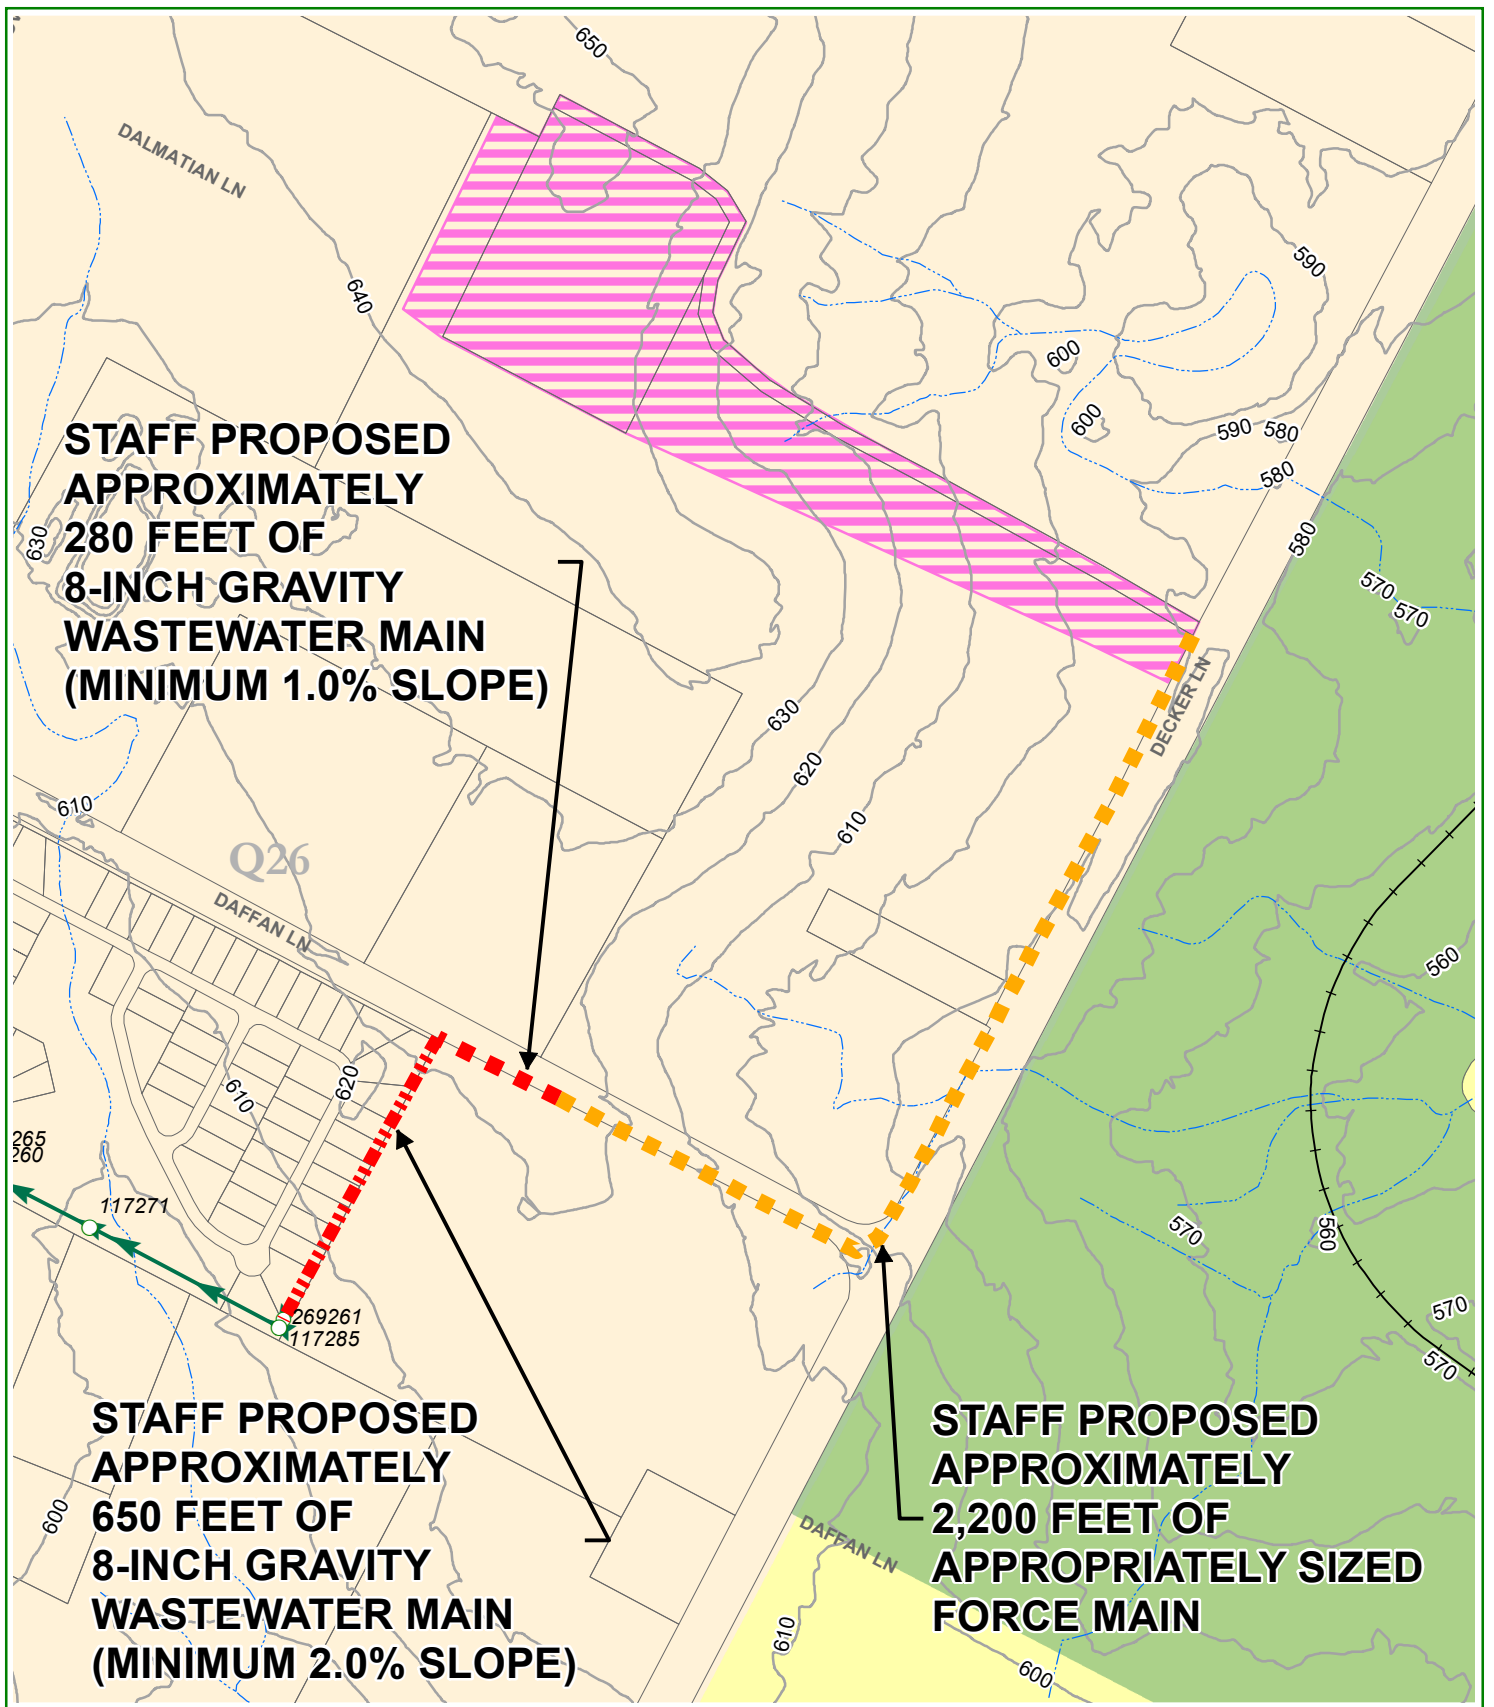 650
DALMATIAN LN
590
640
600
600
590
580
580
STAFF PROPOSED
APPROXIMATELY
280 FEET OF
8-INCH GRAVITY
WASTEWATER MAIN
(MINIMUM 1.0% SLOPE)
630
580
570
570
DECKER LN
630
620
610
610
Q26
DAFFAN LN
560
620
610
265
260
117271
570
560
269261
117285
570
570
STAFF PROPOSED
APPROXIMATELY
650 FEET OF
8-INCH GRAVITY
WASTEWATER MAIN
(MINIMUM 2.0% SLOPE)
600
STAFF PROPOSED
APPROXIMATELY
2,200 FEET OF
APPROPRIATELY SIZED
FORCE MAIN
DAFFAN LN
610
600